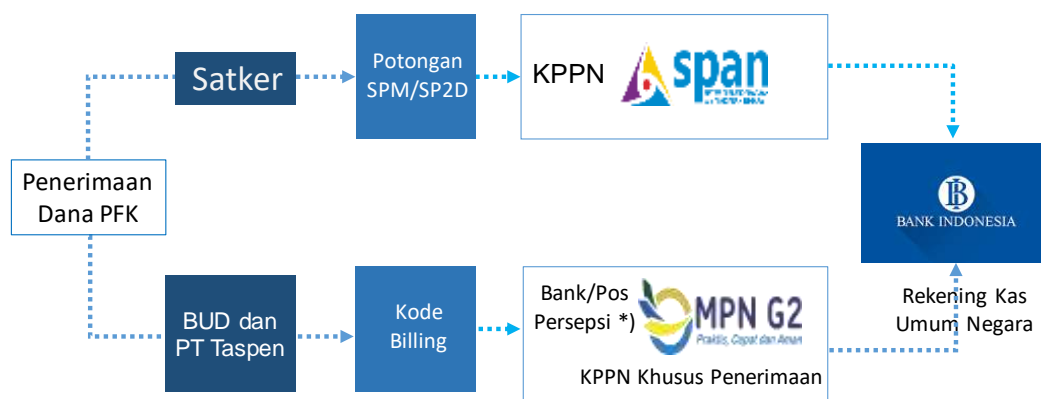 Satker
Potongan
SPM/SP2D
KPPN
span
Penerimaan
Dana PFK
BANK INDONESIA
BUD dan
PT Taspen
Kode
Billing
Bank/Pos
Persepsi *)
MPN G2
Praktis, Cepat dan Aman
KPPN Khusus Penerimaan
Rekening Kas
Umum Negara